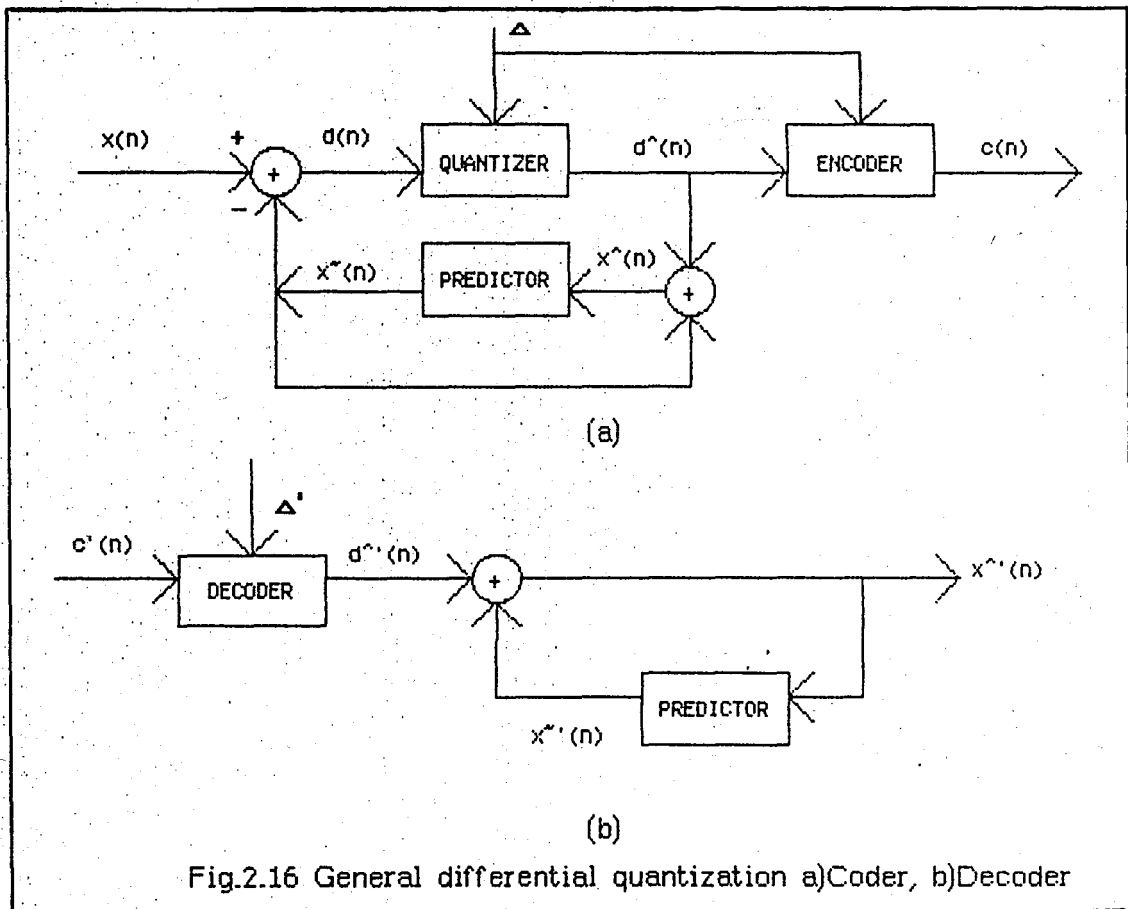 Δ
x(n)
+
d(n)
QUANTIZER
d^(n)
ENCODER
c(n)
+
-
x~(n)
PREDICTOR
x^(n)
+
(a)
Δ'
c'(n)
DECODER
d^'(n)
+
x^'(n)
PREDICTOR
x~'(n)
(b)
Fig.2.16 General differential quantization a)Coder, b)Decoder